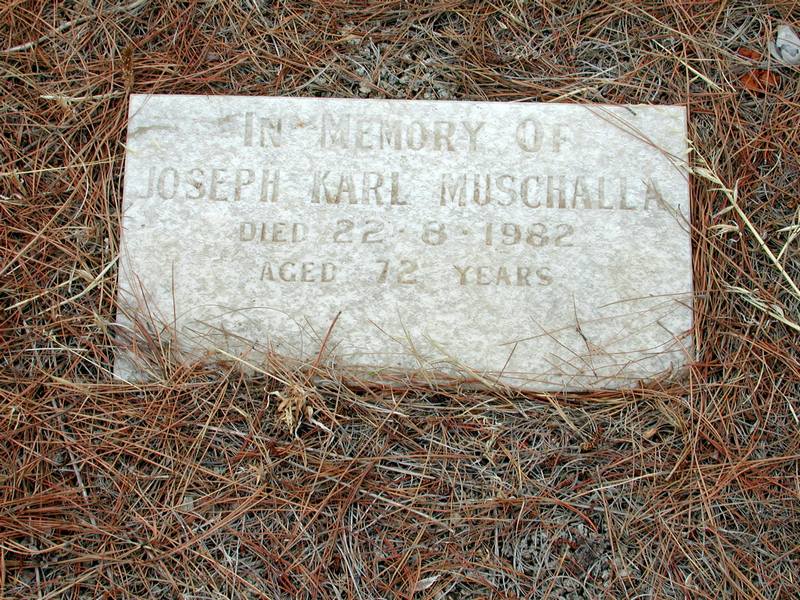 IN MEMORY OF
JOSEPH KARL MUSCHALLA
DIED 22·8·1982
AGED 72 YEARS